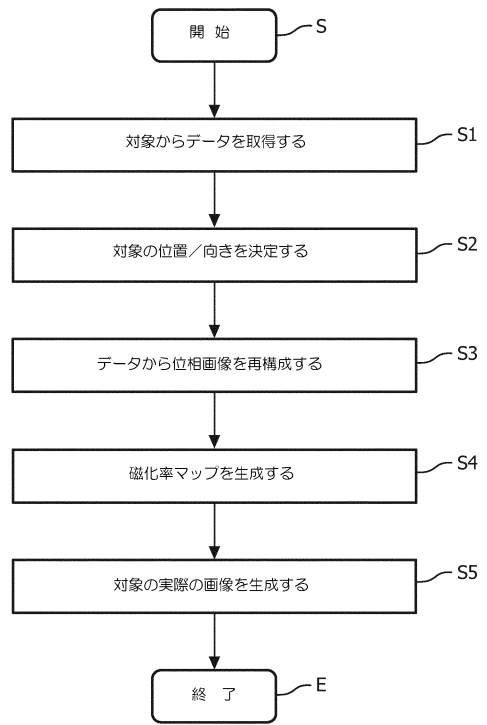 開 始
S
対象からデータを取得する
S1
対象の位置／向きを決定する
S2
データから位相画像を再構成する
S3
磁化率マップを生成する
S4
対象の実際の画像を生成する
S5
終 了
E